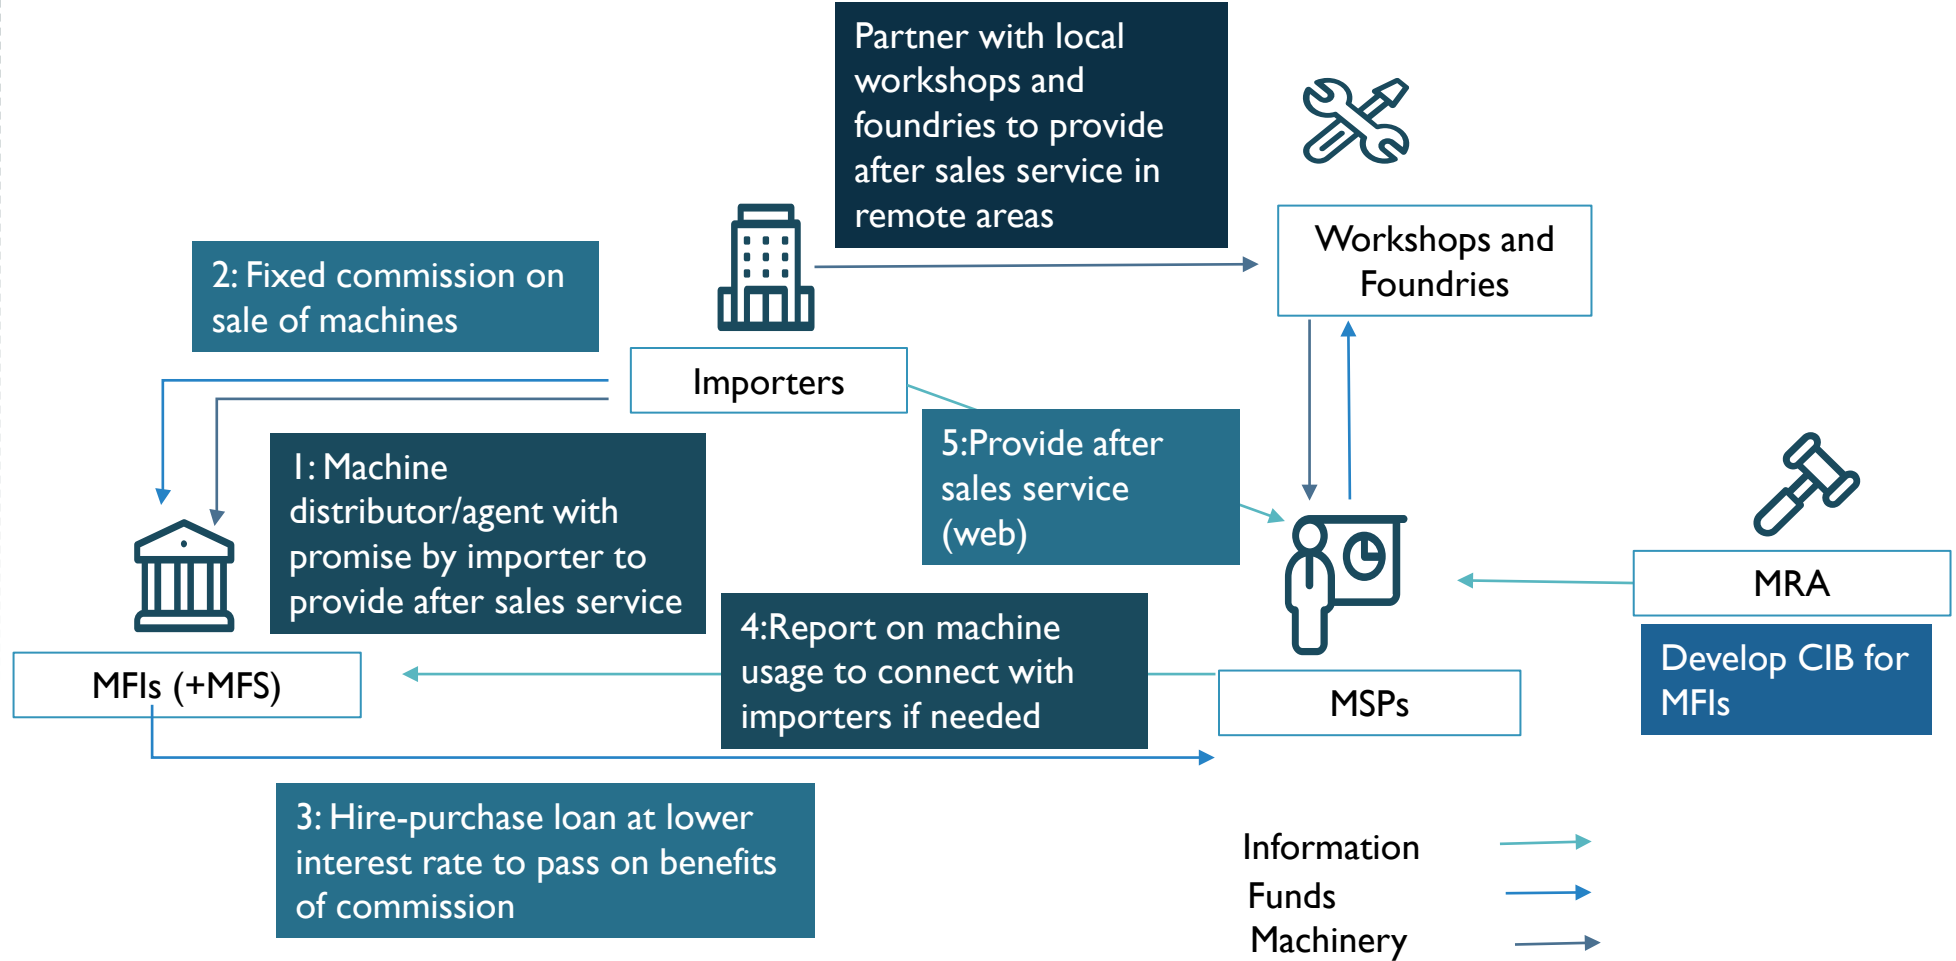 Partner with local
workshops and
foundries to provide
after sales service in
remote areas
Workshops and
Foundries
2: Fixed commission on
sale of machines
Importers
1: Machine
distributor/agent with
promise by importer to
provide after sales service
5:Provide after
sales service
(web)
MRA
Develop CIB for
MFIs
4:Report on machine
usage to connect with
importers if needed
MFIs (+MFS)
MSPs
3: Hire-purchase loan at lower
interest rate to pass on benefits
of commission
Information
Funds
Machinery